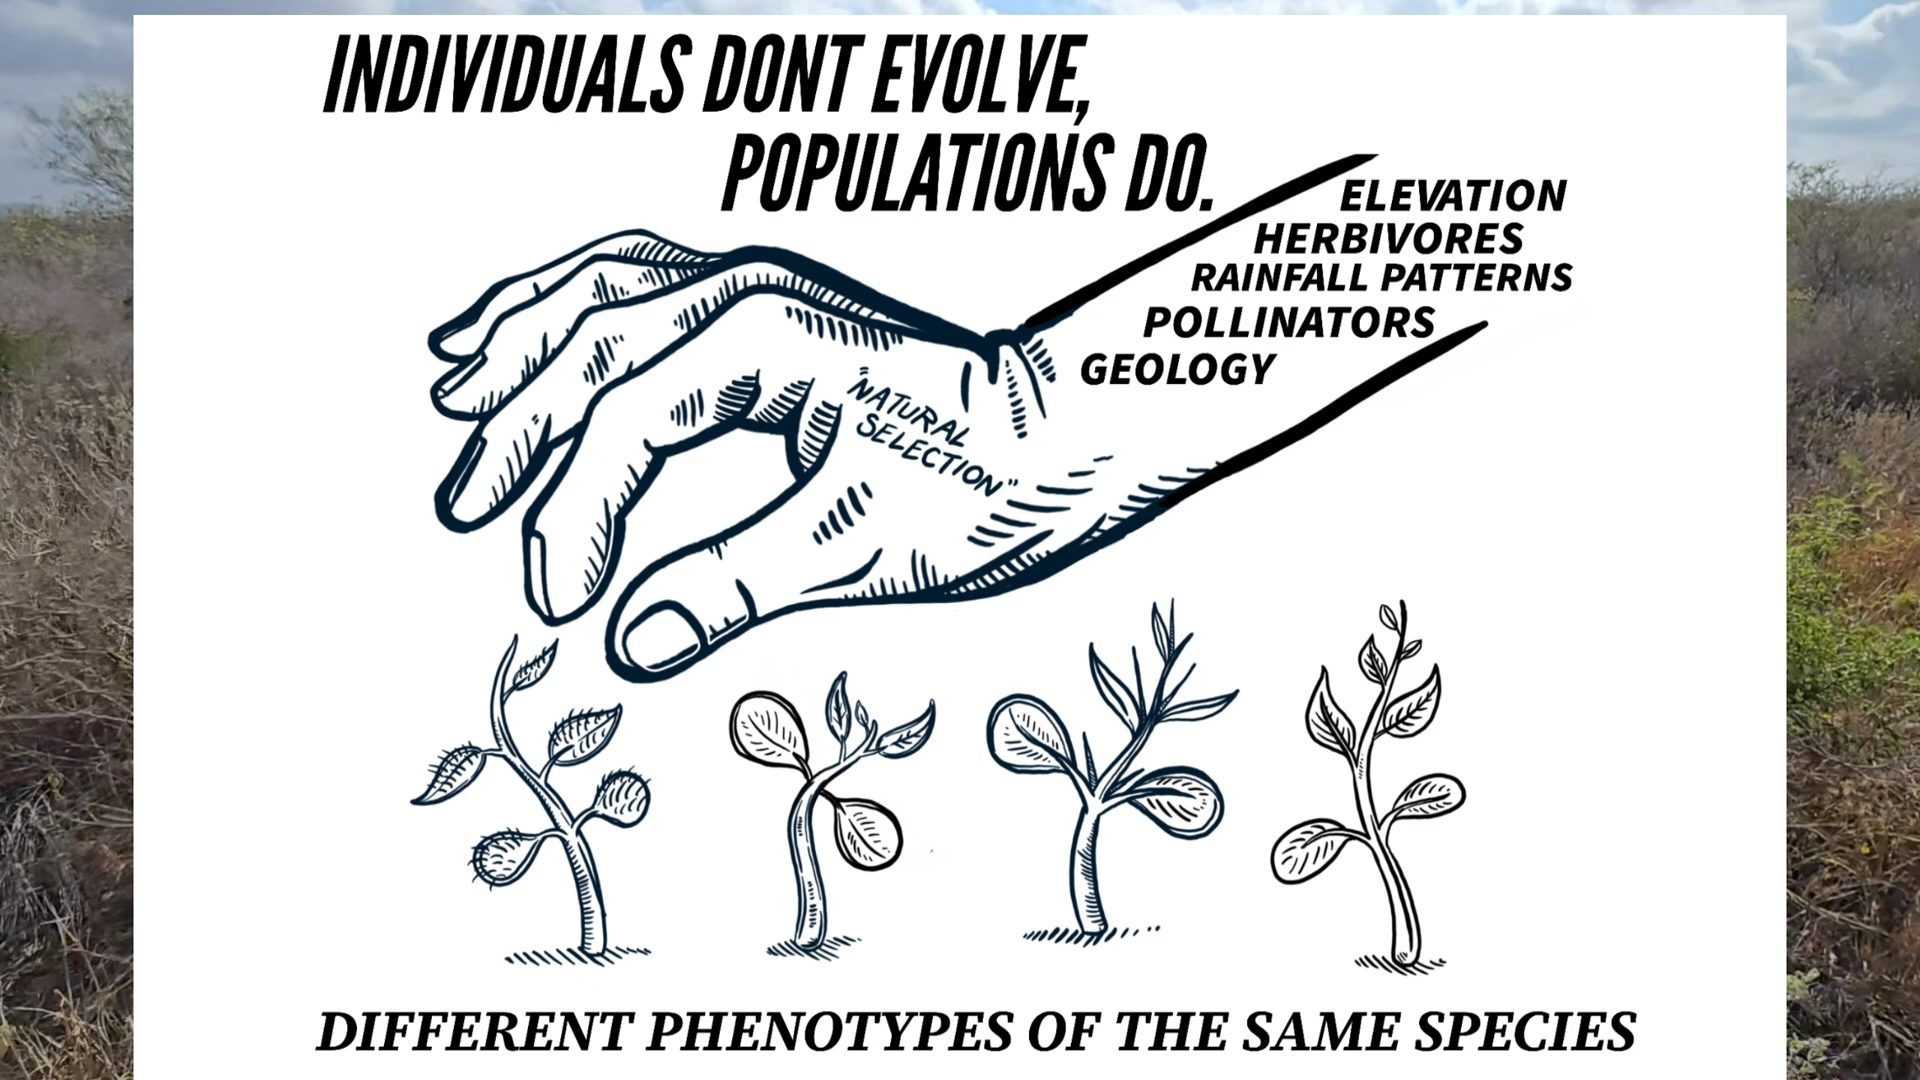 INDIVIDUALS DONT EVOLVE,
POPULATIONS DO.
ELEVATION
HERBIVORES
RAINFALL PATTERNS
POLLINATORS
GEOLOGY
"NATURAL
SELECTION"
DIFFERENT PHENOTYPES OF THE SAME SPECIES